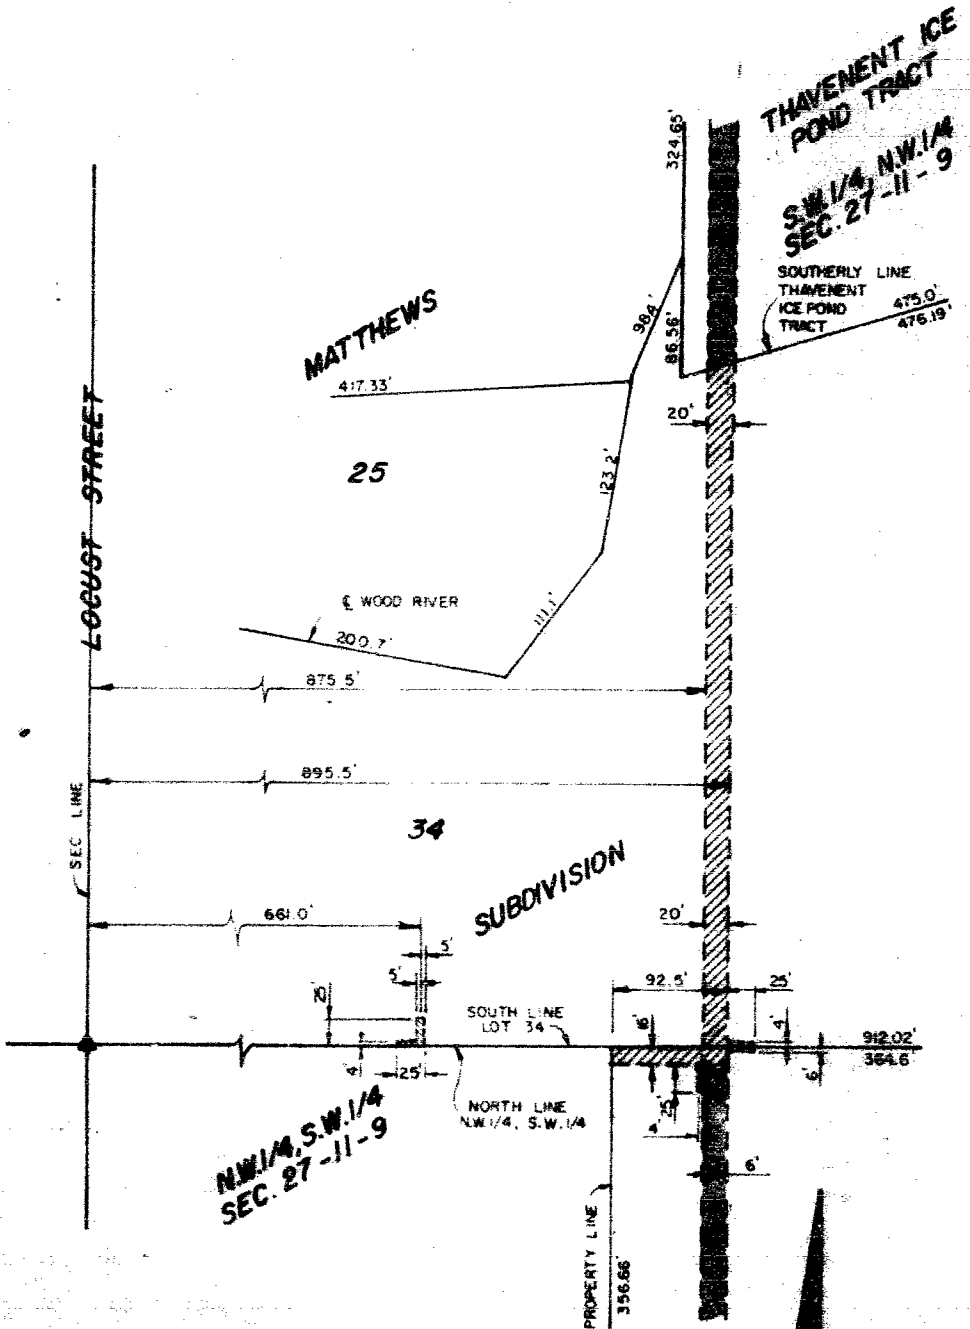 THAVENENT ICE
POND TRACT
S.W.1/4, N.W.1/4
SEC. 27-11-9
324.65'
SOUTHERLY LINE
THAVENENT
ICE POND
TRACT
475.0'
476.19'
98.4'
86.56'
MATTHEWS
417.33'
20'
LOCUST STREET
25
123.2'
℄ WOOD RIVER
111.1'
200.7'
875.5'
895.5'
SEC LINE
34
SUBDIVISION
661.0'
20'
5'
5'
92.5'
25'
SOUTH LINE
LOT 34
16'
4'
912.02'
364.6'
4'
25'
6'
NORTH LINE
N.W.1/4, S.W.1/4
25'
4'
N.W.1/4, S.W.1/4
SEC. 27-11-9
6'
PROPERTY LINE
356.66'